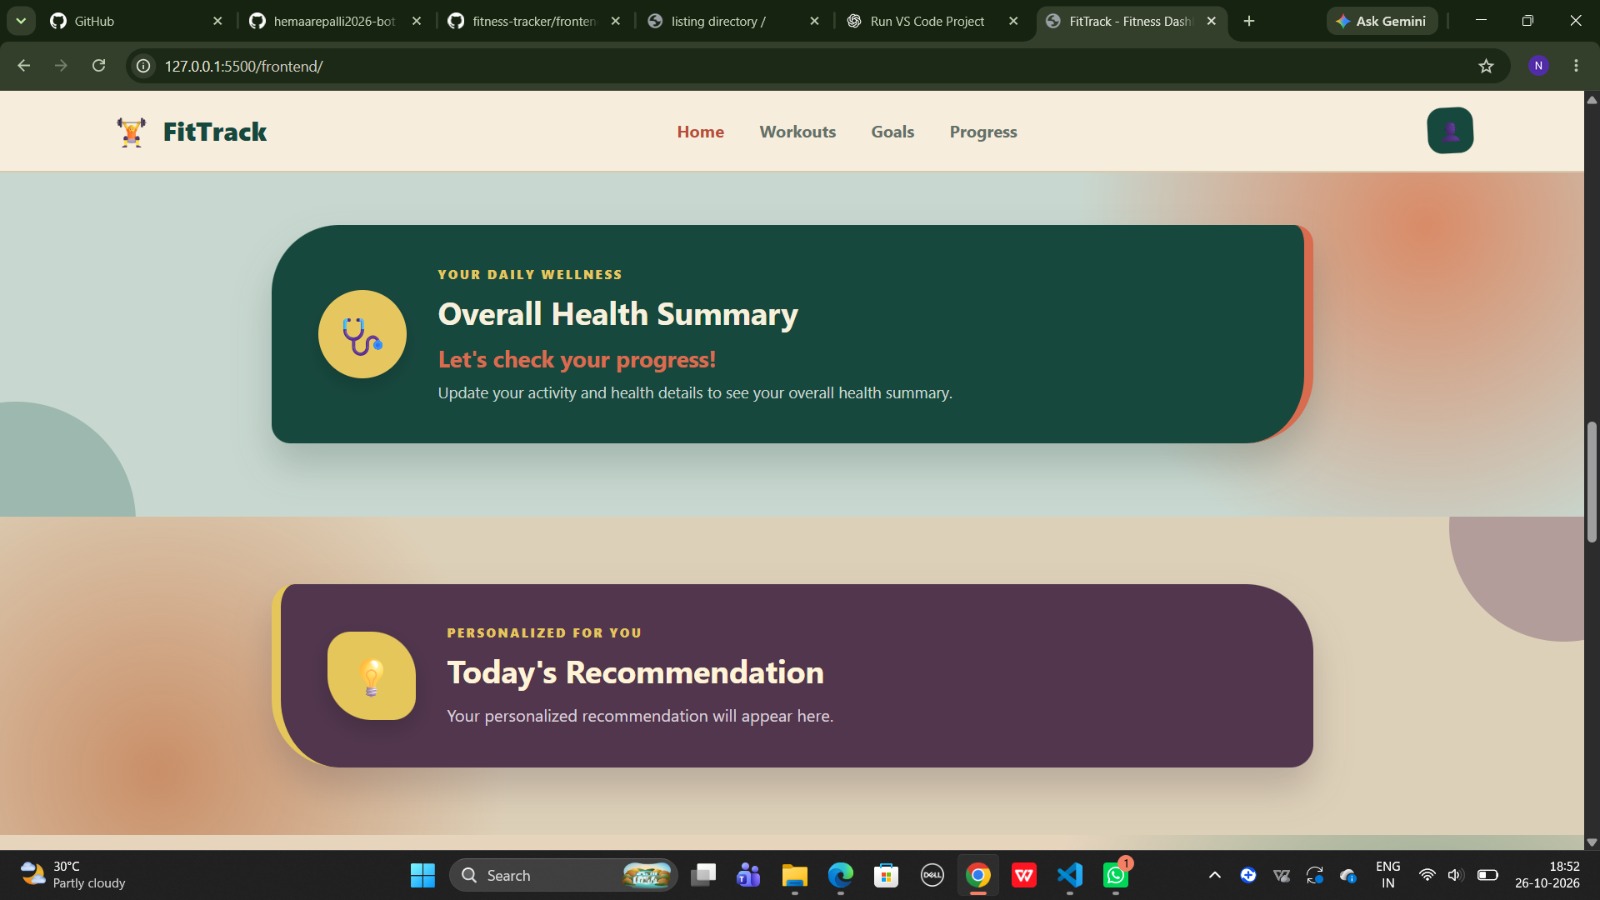 GitHub
hemaarepalli2026-bot
fitness-tracker/fronten
listing directory /
Run VS Code Project
FitTrack - Fitness Dash
Ask Gemini
127.0.0.1:5500/frontend/
N
FitTrack
Home
Workouts
Goals
Progress
YOUR DAILY WELLNESS
Overall Health Summary
Let's check your progress!
Update your activity and health details to see your overall health summary.
PERSONALIZED FOR YOU
Today's Recommendation
Your personalized recommendation will appear here.
30°C
Partly cloudy
Search
DELL
1
ENG
IN
18:52
26-10-2026